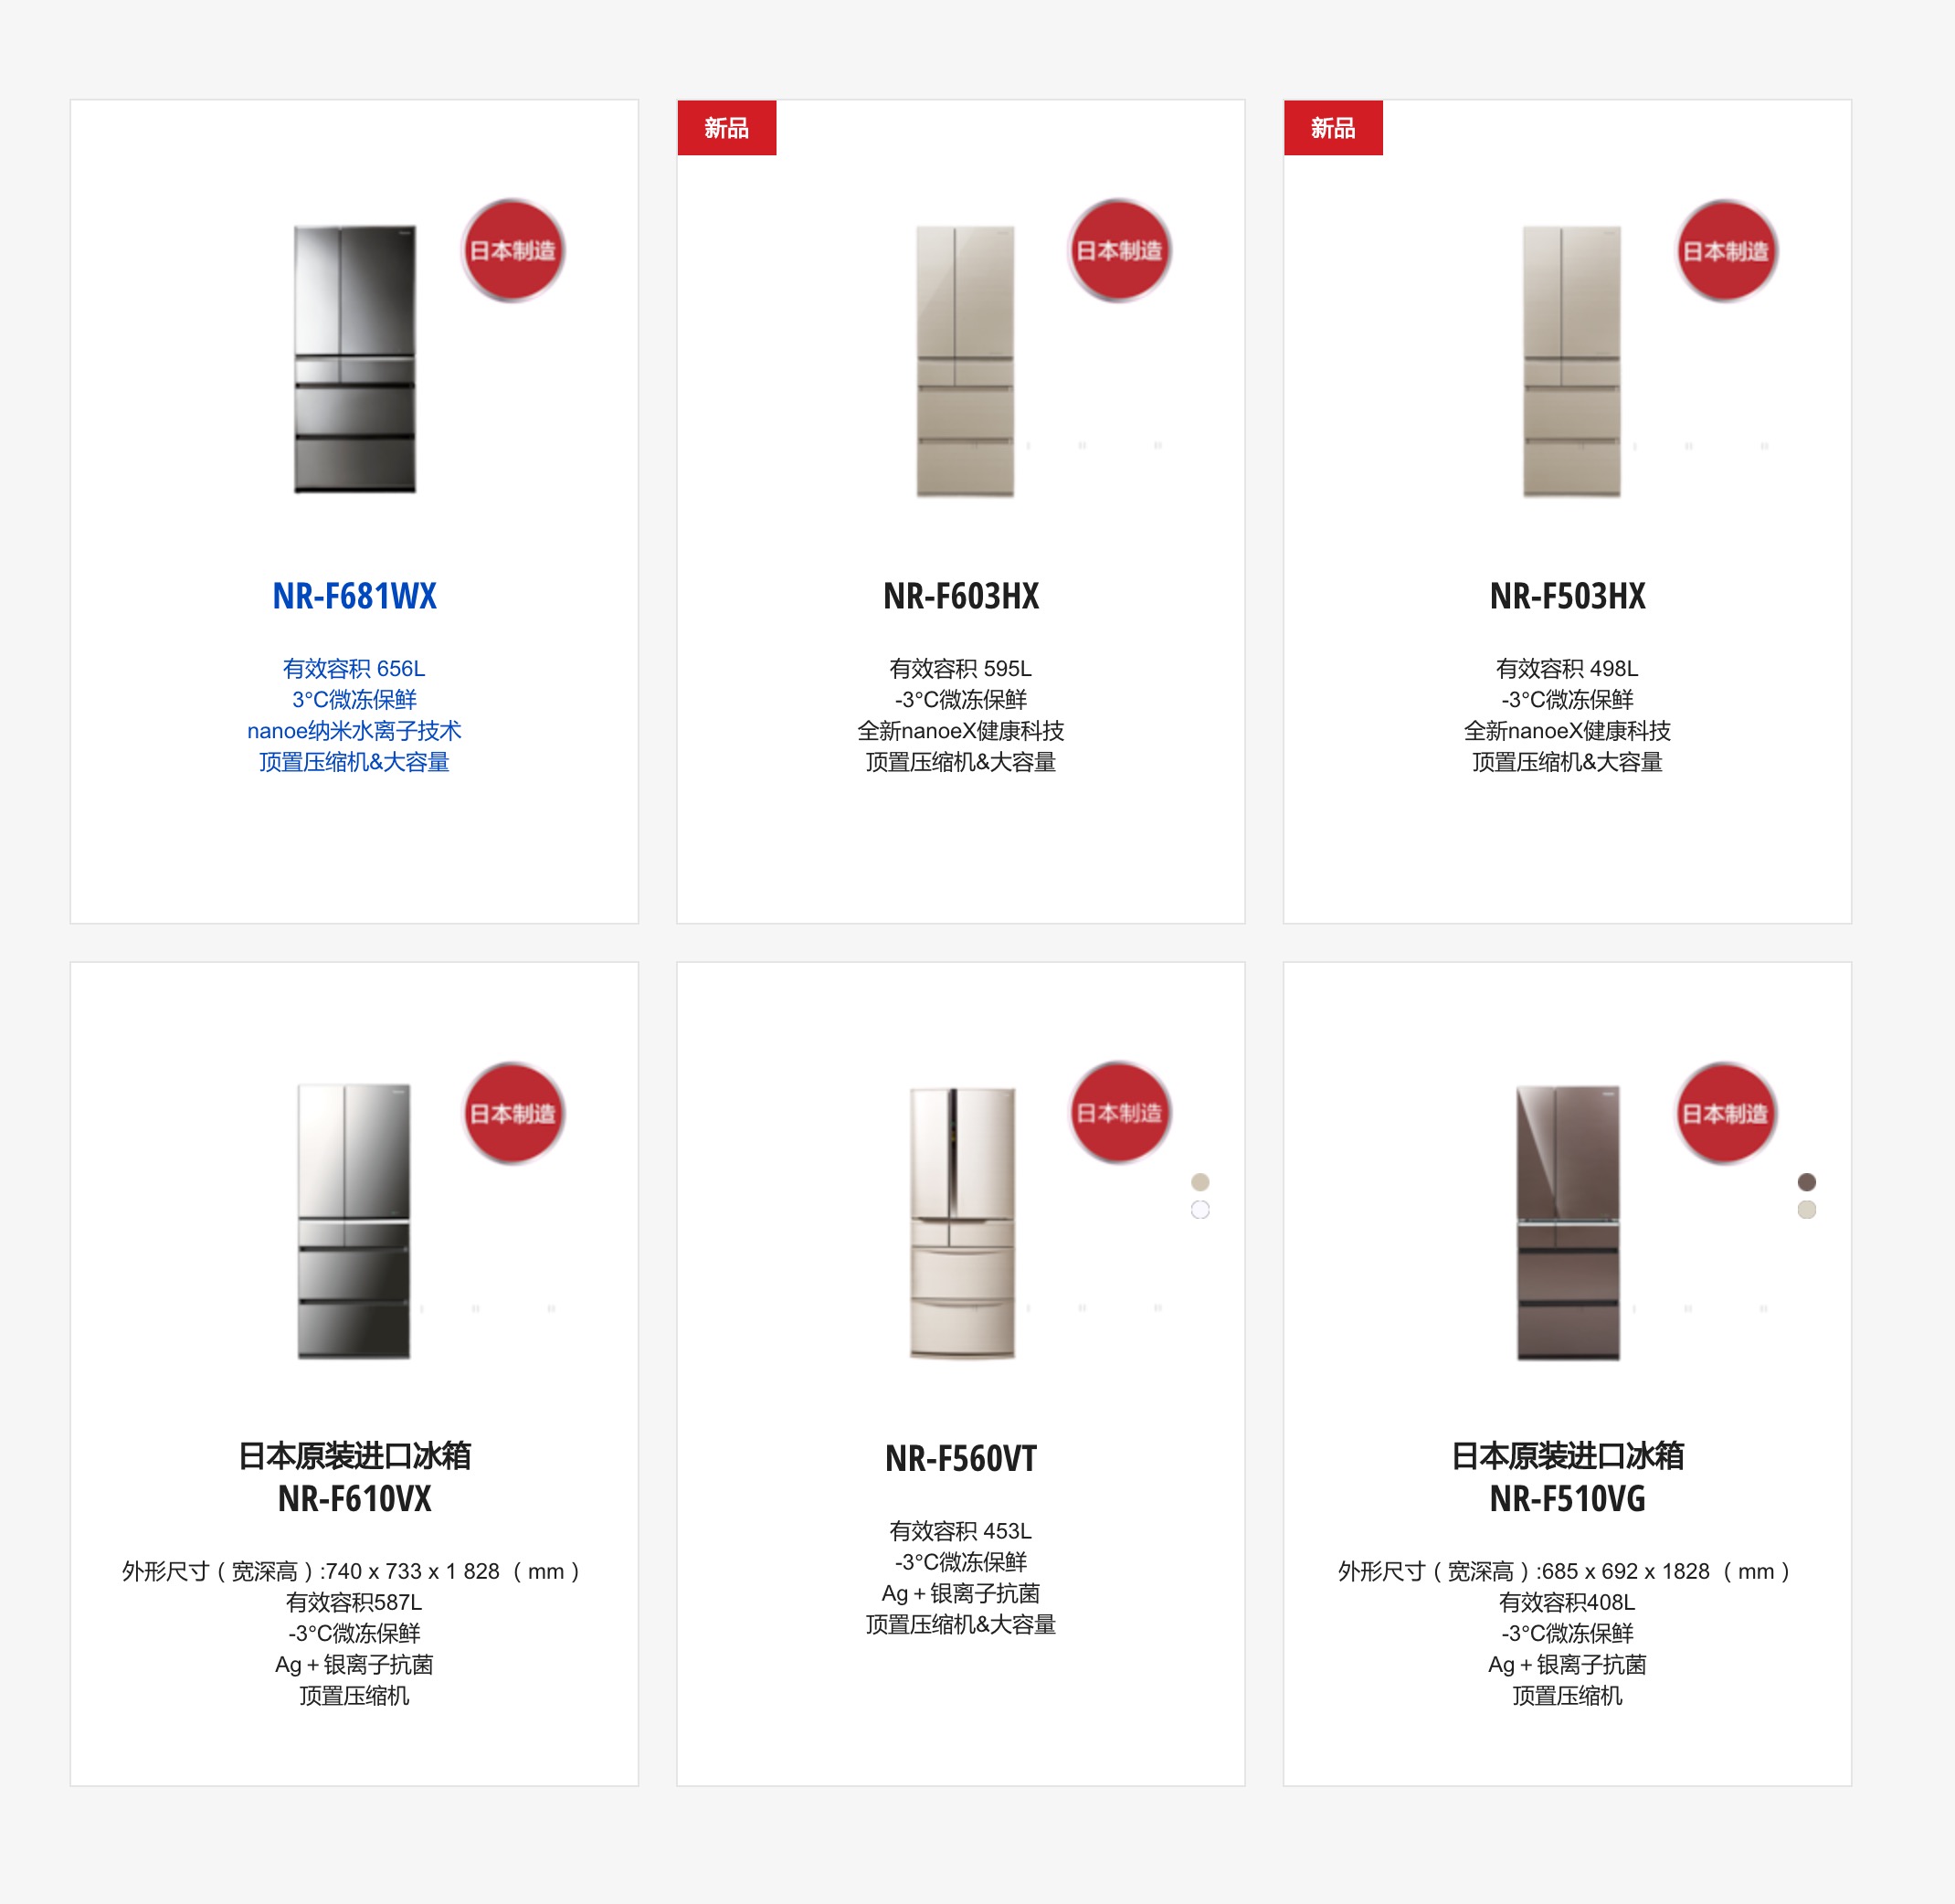 日本制造
NR-F681WX
有效容积 656L
3°C微冻保鲜
nanoe纳米水离子技术
顶置压缩机&大容量
新品
日本制造
NR-F603HX
有效容积 595L
-3°C微冻保鲜
全新nanoeX健康科技
顶置压缩机&大容量
新品
日本制造
NR-F503HX
有效容积 498L
-3°C微冻保鲜
全新nanoeX健康科技
顶置压缩机&大容量
日本制造
日本原装进口冰箱
NR-F610VX
外形尺寸（宽深高）:740 x 733 x 1 828 （mm）
有效容积587L
-3°C微冻保鲜
Ag＋银离子抗菌
顶置压缩机
日本制造
NR-F560VT
有效容积 453L
-3°C微冻保鲜
Ag＋银离子抗菌
顶置压缩机&大容量
日本制造
日本原装进口冰箱
NR-F510VG
外形尺寸（宽深高）:685 x 692 x 1828 （mm）
有效容积408L
-3°C微冻保鲜
Ag＋银离子抗菌
顶置压缩机